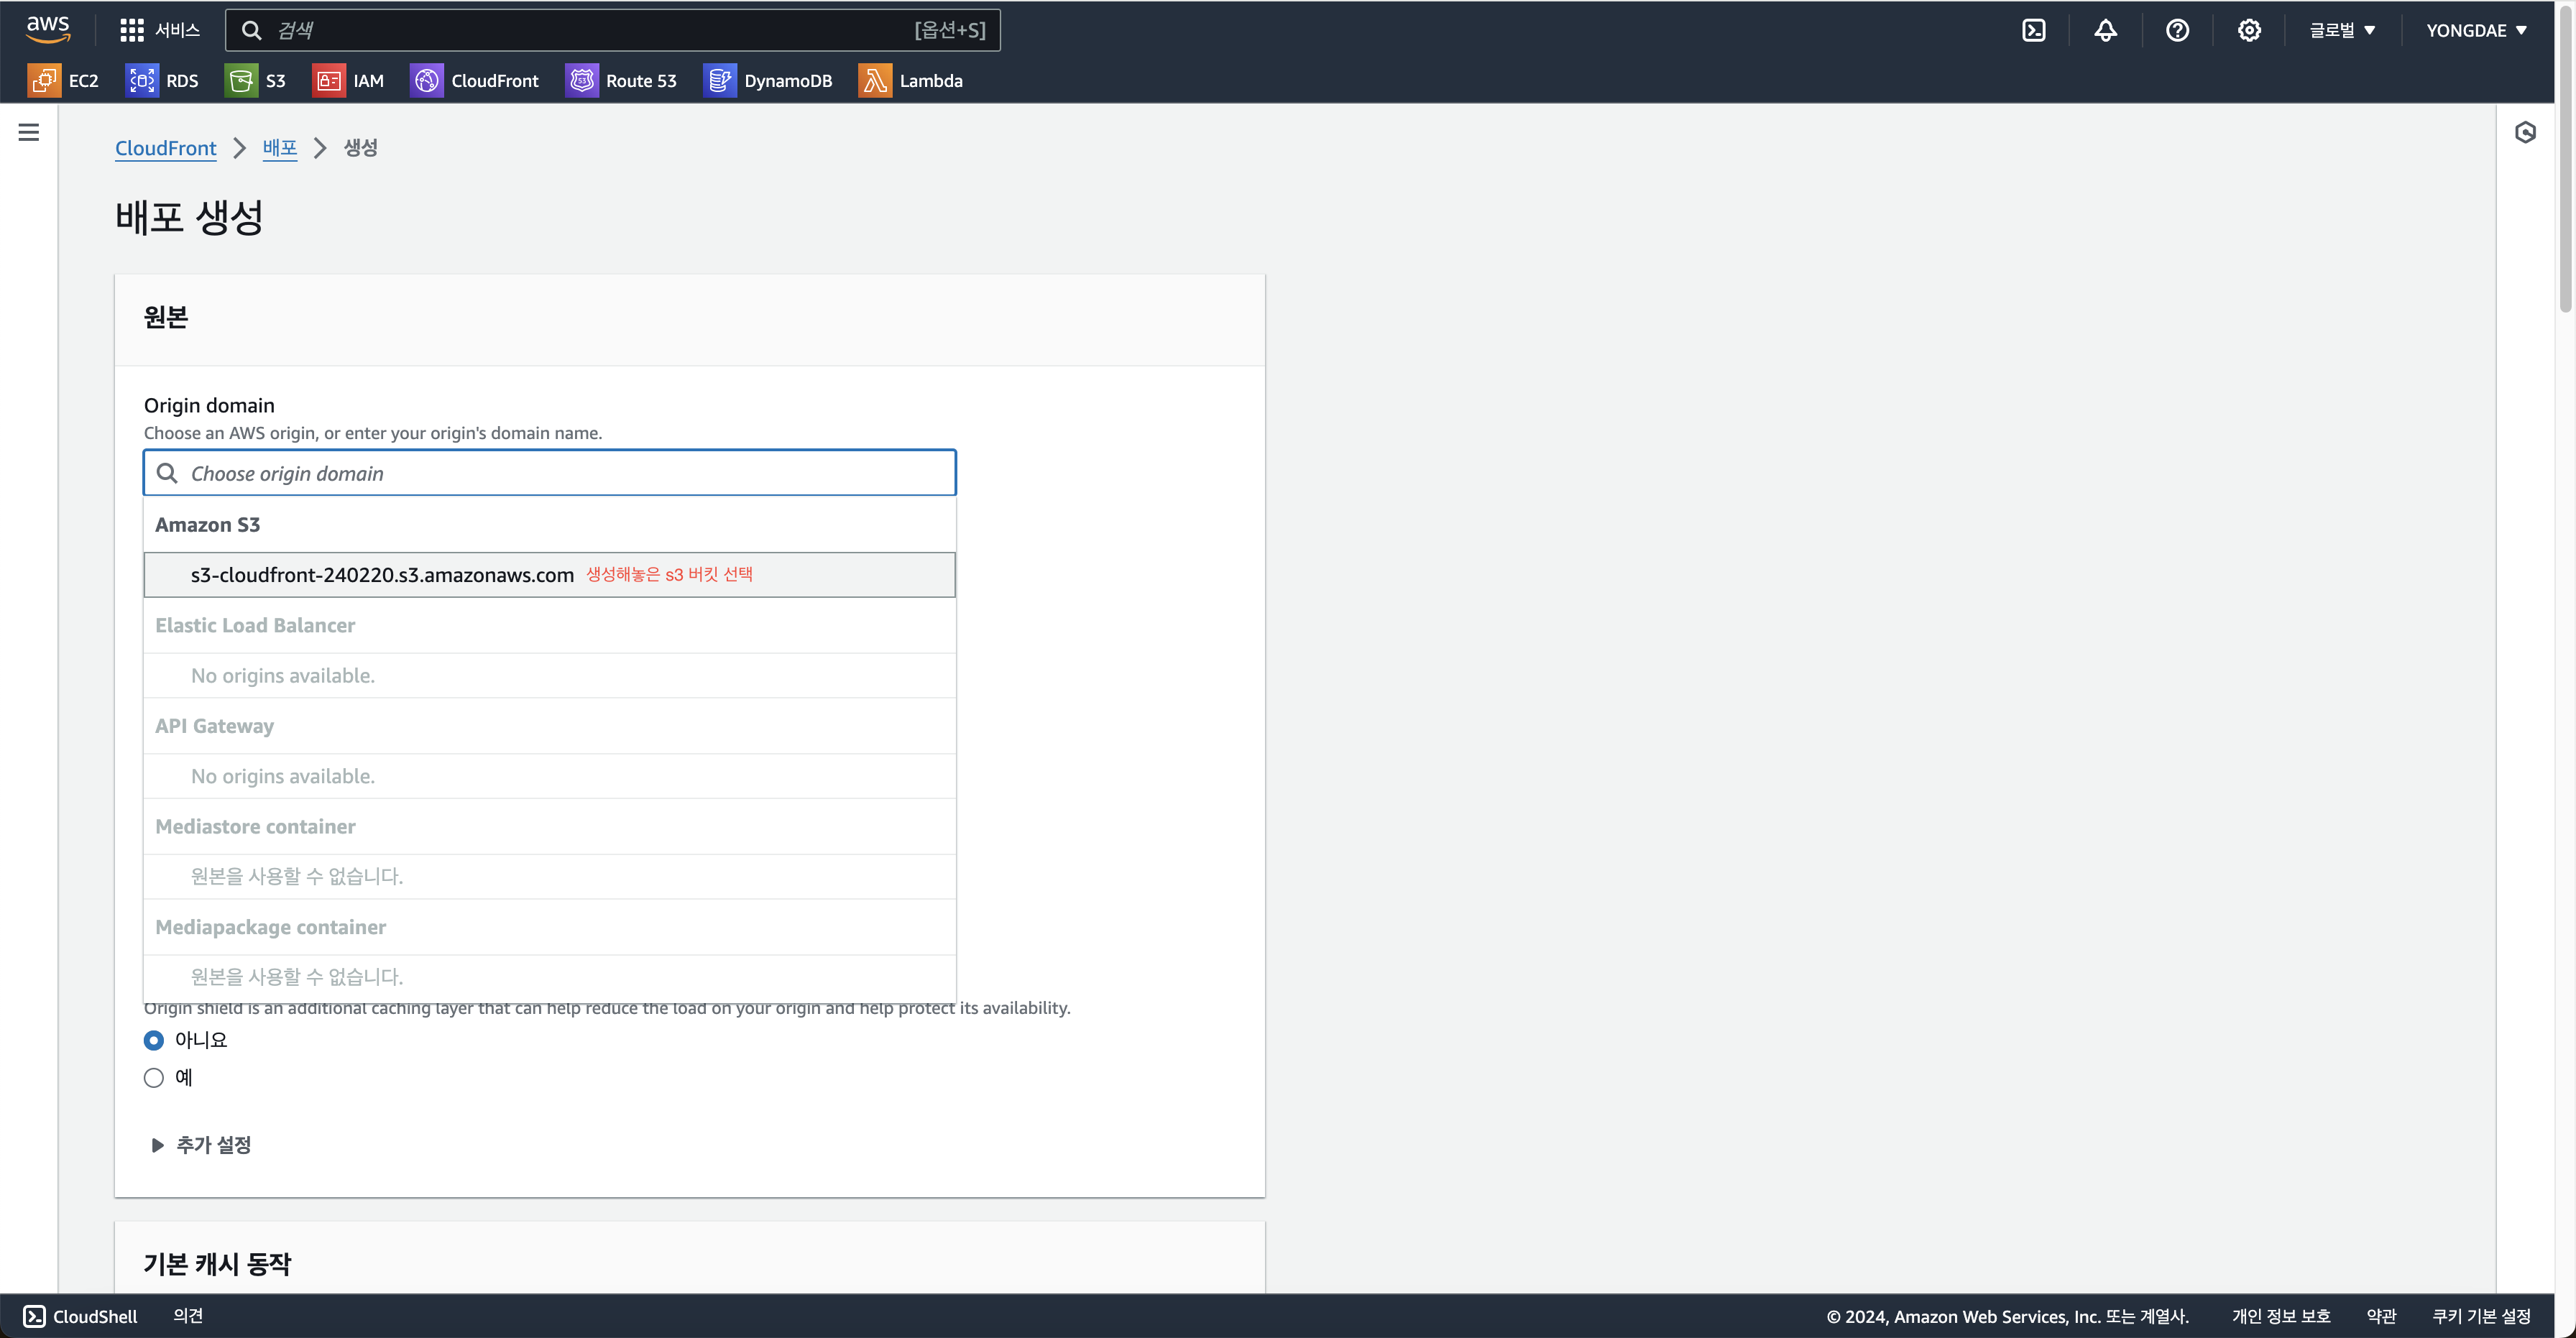 aws 서비스 검색 [옵션+S] 글로벌 YONGDAE
EC2 RDS S3 IAM CloudFront Route 53 DynamoDB Lambda
CloudFront 배포 생성
배포 생성
원본
Origin domain
Choose an AWS origin, or enter your origin's domain name.
Choose origin domain
Amazon S3
s3-cloudfront-240220.s3.amazonaws.com 생성해놓은 s3 버킷 선택
Elastic Load Balancer
No origins available.
API Gateway
No origins available.
Mediastore container
원본을 사용할 수 없습니다.
Mediapackage container
원본을 사용할 수 없습니다.
Origin shield is an additional caching layer that can help reduce the load on your origin and help protect its availability.
아니요
예
추가 설정
기본 캐시 동작
CloudShell 의견 © 2024, Amazon Web Services, Inc. 또는 계열사. 개인 정보 보호 약관 쿠키 기본 설정